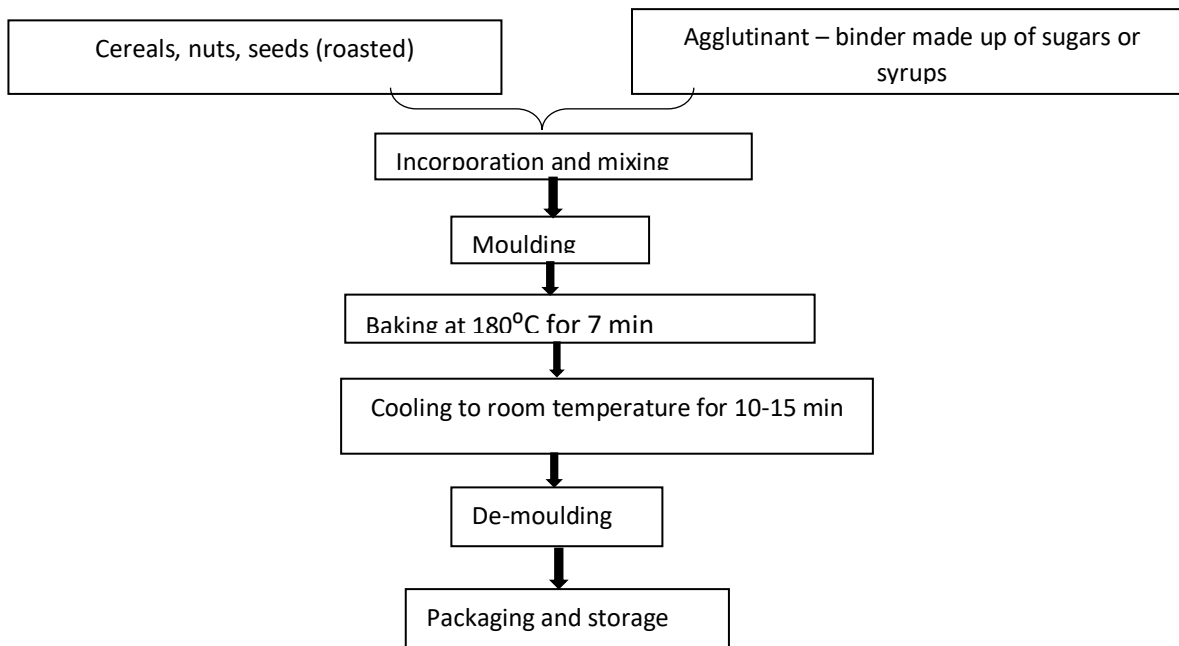 Cereals, nuts, seeds (roasted)
Agglutinant – binder made up of sugars or
syrups
Incorporation and mixing
Moulding
Baking at 180⁰C for 7 min
Cooling to room temperature for 10-15 min
De-moulding
Packaging and storage